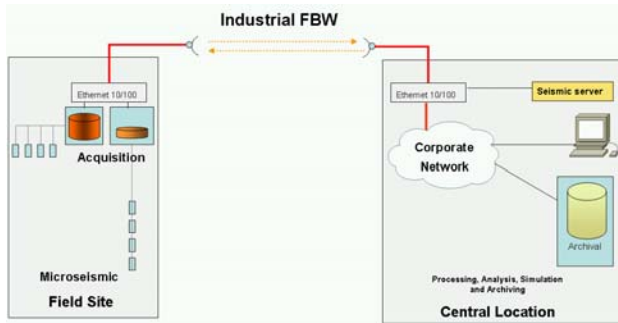 Industrial FBW
Ethernet 10/100
Acquisition
Microseismic
Field Site
Ethernet 10/100
Seismic server
Corporate
Network
Archival
Processing, Analysis, Simulation
and Archiving
Central Location